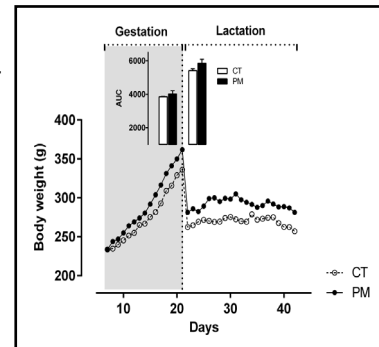 Gestation Lactation
6000
4000
2000
AUC
CT
PM
400
350
300
250
200
Body weight (g)
10 20 30 40
Days
CT
PM